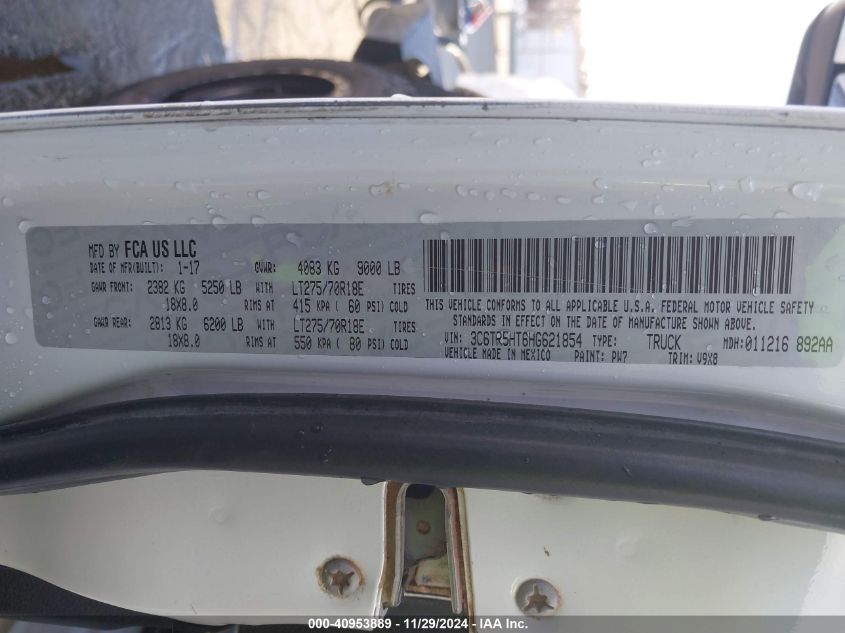 MFD BY FCA US LLC
DATE OF MFR(BUILT): 1-17 GVWR: 4083 KG 9000 LB
GAWR FRONT: 2382 KG 5250 LB WITH LT275/70R18E TIRES
18X8.0 RIMS AT 415 KPA ( 60 PSI) COLD
GAWR REAR: 2813 KG 6200 LB WITH LT275/70R18E TIRES
18X8.0 RIMS AT 550 KPA ( 80 PSI) COLD
THIS VEHICLE CONFORMS TO ALL APPLICABLE U.S.A. FEDERAL MOTOR VEHICLE SAFETY
STANDARDS IN EFFECT ON THE DATE OF MANUFACTURE SHOWN ABOVE.
VIN: 3C6TR5HT6HG621854 TYPE: TRUCK MDH: 011216 892AA
VEHICLE MADE IN MEXICO PAINT: PW7 TRIM: V9X8
000-40953889 - 11/29/2024 - IAAI.COM